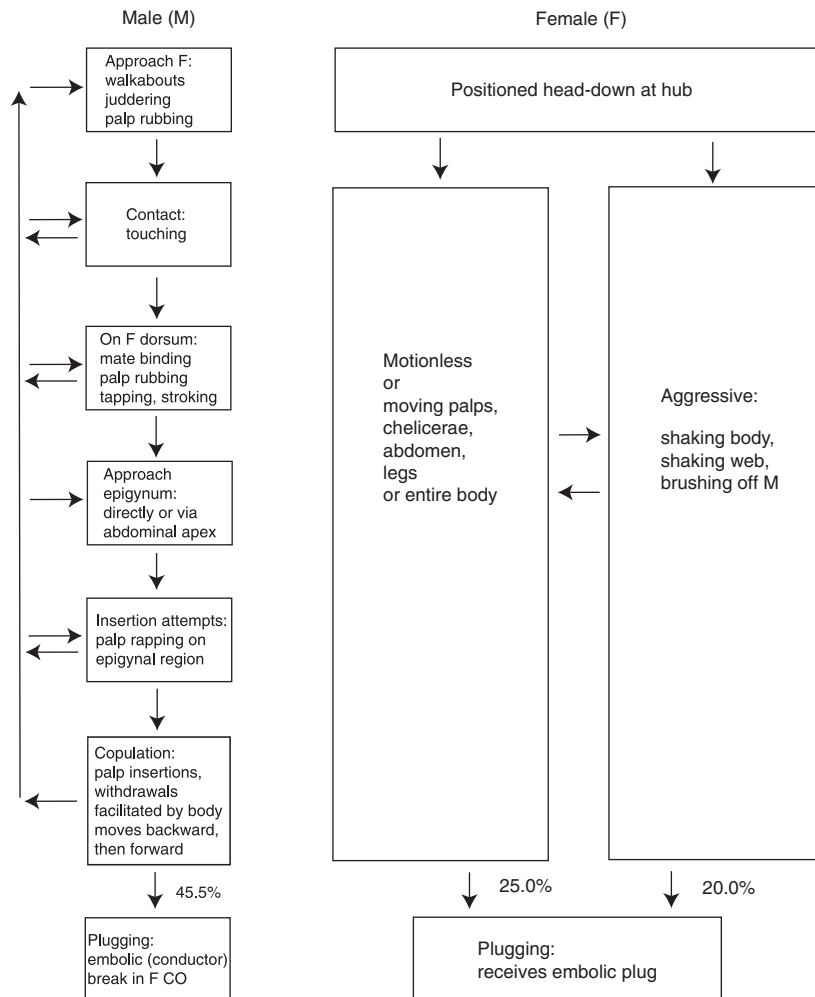 Male (M)
Approach F:
walkabouts
juddering
palp rubbing
Contact:
touching
On F dorsum:
mate binding
palp rubbing
tapping, stroking
Approach
epigynum:
directly or via
abdominal apex
Insertion attempts:
palp rapping on
epigynal region
Copulation:
palp insertions,
withdrawals
facilitated by body
moves backward,
then forward
45.5%
Plugging:
embolic (conductor)
break in F CO
Female (F)
Positioned head-down at hub
Motionless
or
moving palps,
chelicerae,
abdomen,
legs
or entire body
Aggressive:
shaking body,
shaking web,
brushing off M
25.0%
20.0%
Plugging:
receives embolic plug